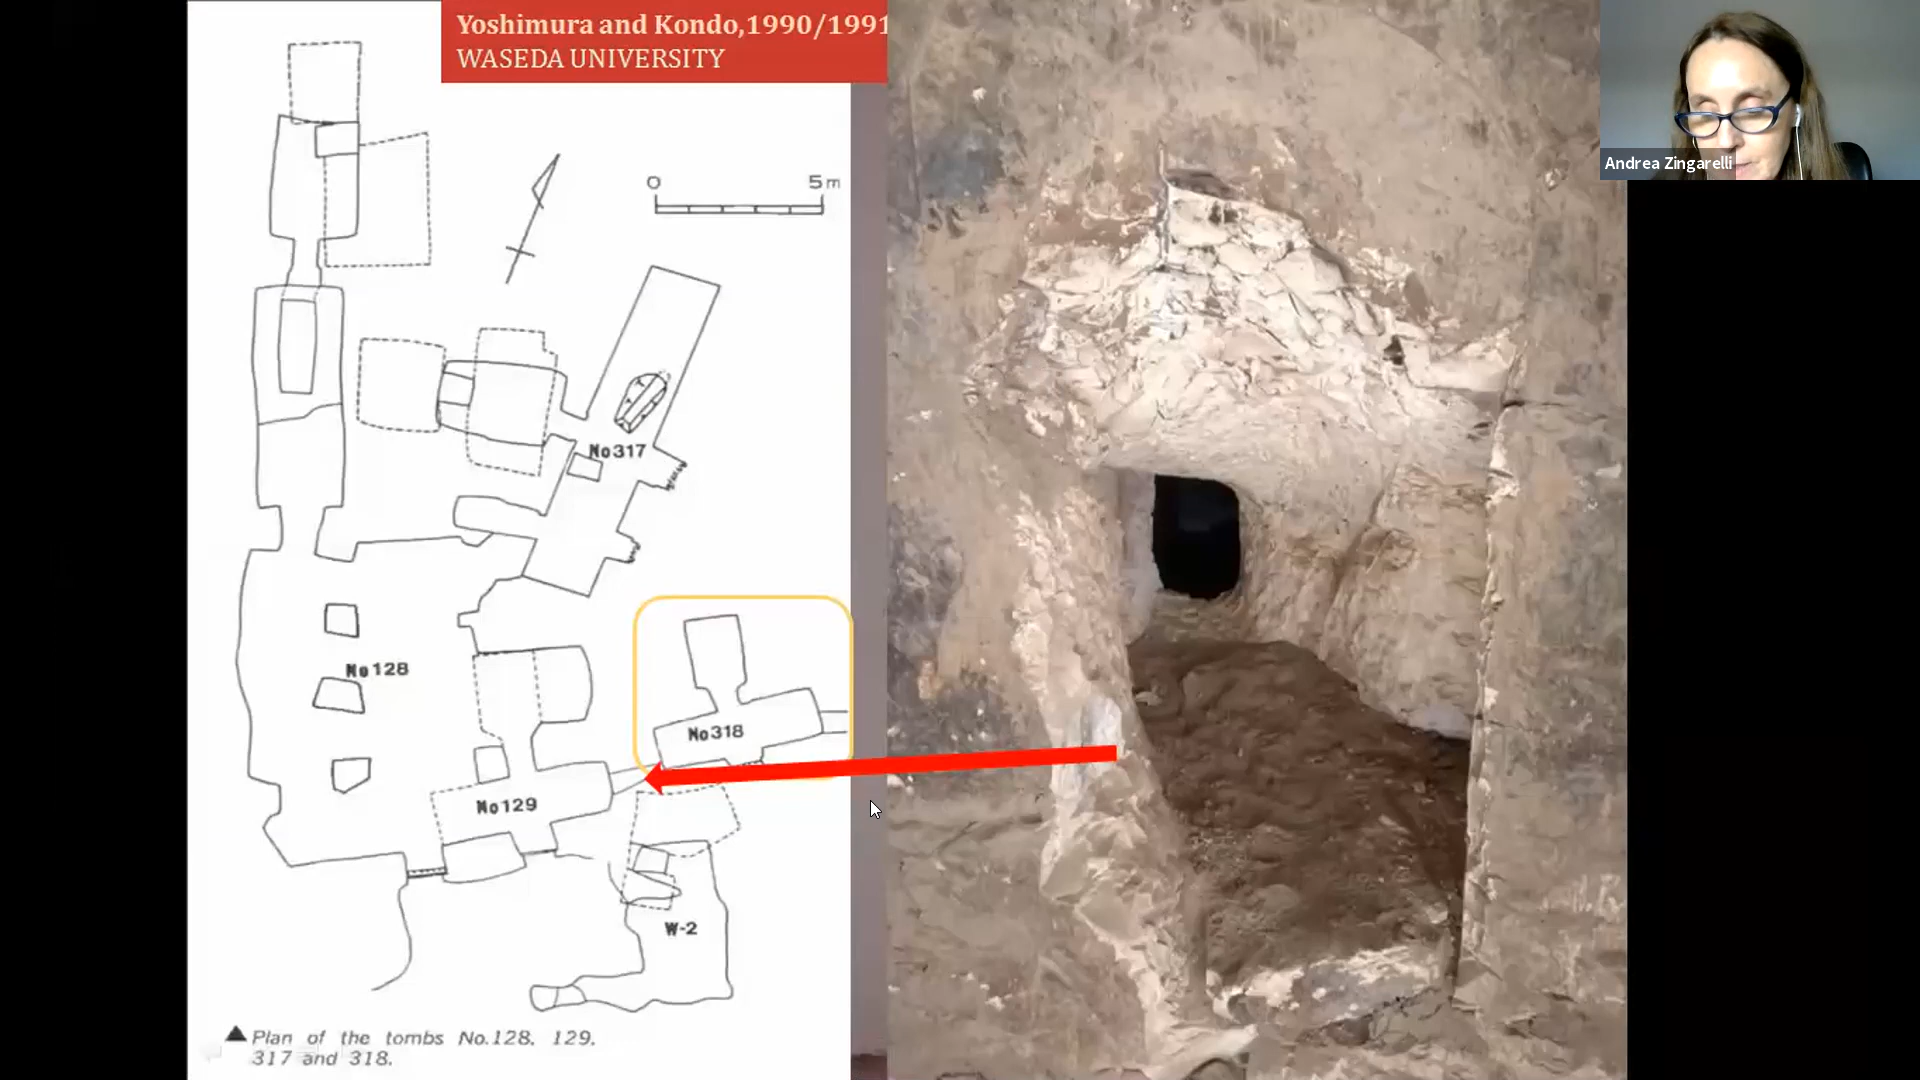 Yoshimura and Kondo,1990/1991
WASEDA UNIVERSITY
Andrea Zingarelli
0 5m
No317
No128
No318
No129
W-2
▲Plan of the tombs No.128, 129,
317 and 318.